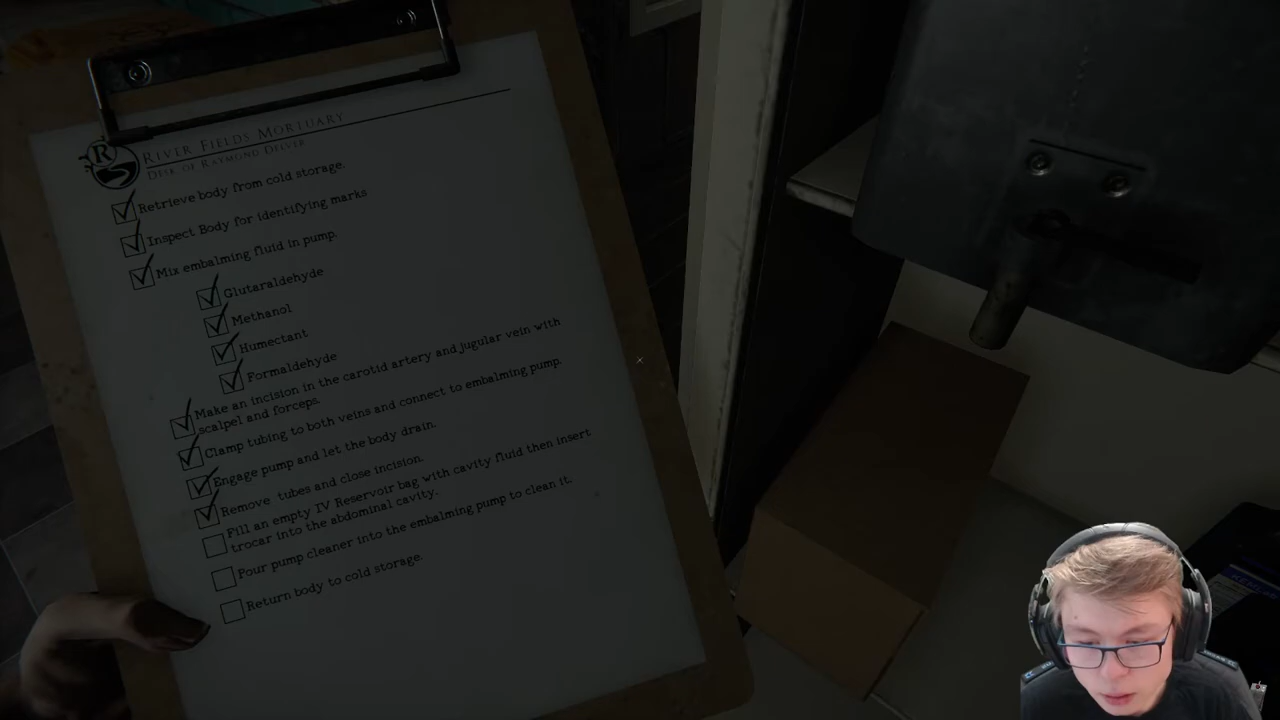 River Fields Mortuary
Desk of Raymond Delver
Retrieve body from cold storage.
Inspect Body for identifying marks
Mix embalming fluid in pump.
Glutaraldehyde
Methanol
Humectant
Formaldehyde
Make an incision in the carotid artery and jugular vein with
scalpel and forceps.
Clamp tubing to both veins and connect to embalming pump.
Engage pump and let the body drain.
Remove tubes and close incision.
Fill an empty IV Reservoir bag with cavity fluid then insert
trocar into the abdominal cavity.
Pour pump cleaner into the embalming pump to clean it.
Return body to cold storage.